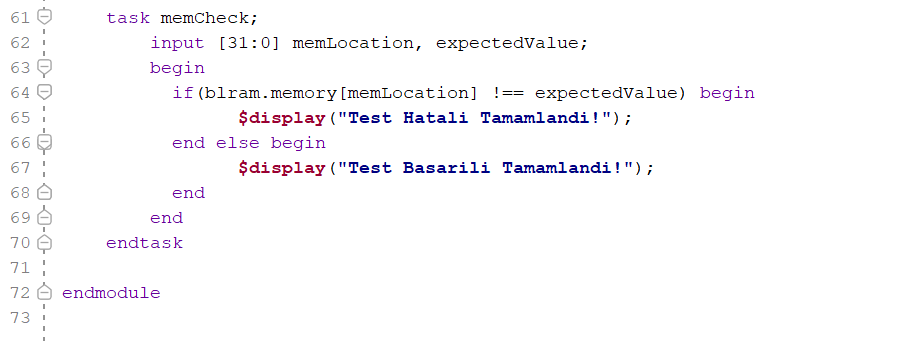 61 task memCheck;
62 input [31:0] memLocation, expectedValue;
63 begin
64 if(blram.memory[memLocation] !== expectedValue) begin
65 $display("Test Hatali Tamamlandi!");
66 end else begin
67 $display("Test Basarili Tamamlandi!");
68 end
69 end
70 endtask
71
72 endmodule
73